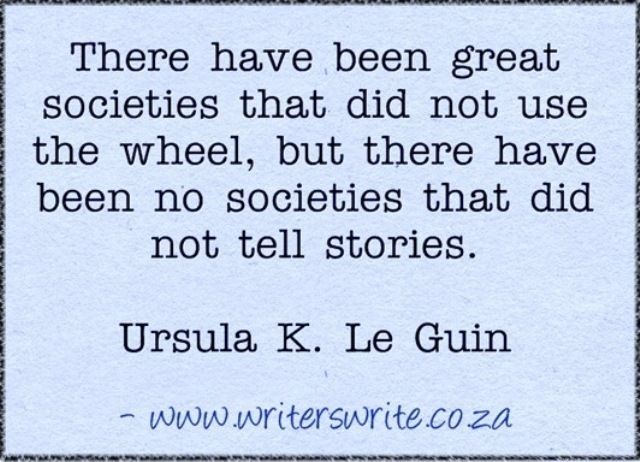 There have been great
societies that did not use
the wheel, but there have
been no societies that did
not tell stories.
Ursula K. Le Guin
- www.writerswrite.co.za